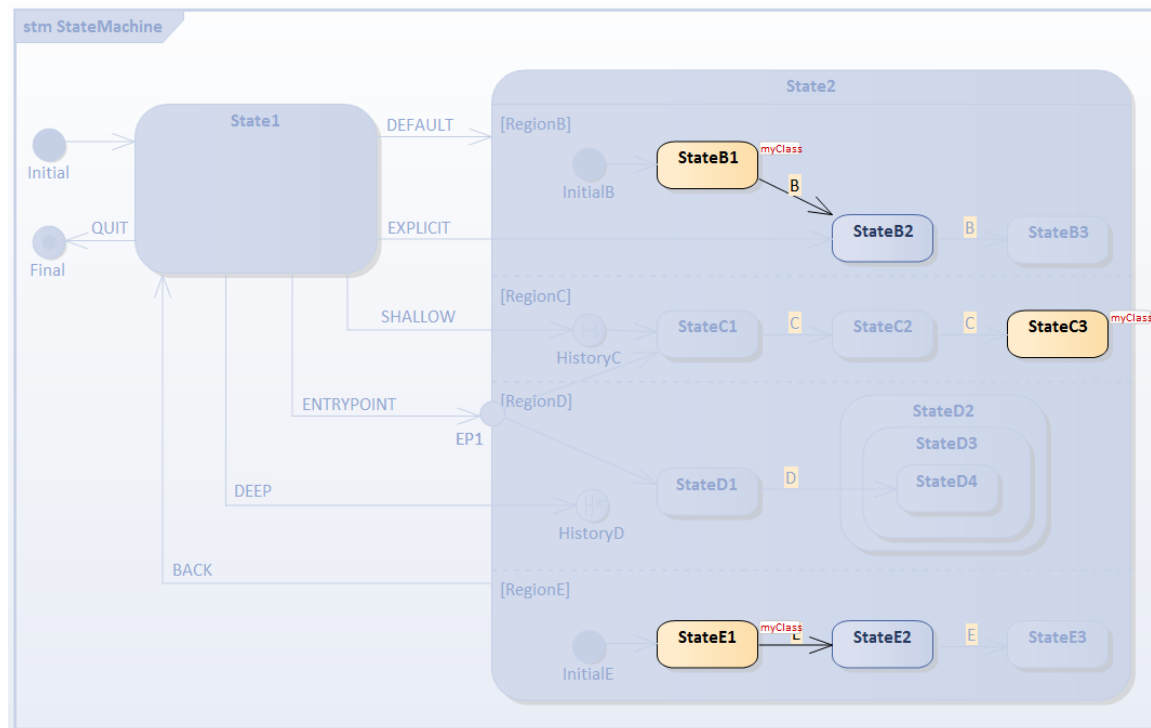 stm StateMachine
State2
State1
DEFAULT
[RegionB]
StateB1
myClass
Initial
InitialB
B
QUIT
EXPLICIT
StateB2
B
StateB3
Final
[RegionC]
SHALLOW
StateC1
C
StateC2
C
StateC3
myClass
H
HistoryC
ENTRYPOINT
[RegionD]
StateD2
EP1
StateD3
StateD1
D
StateD4
DEEP
H*
HistoryD
BACK
[RegionE]
StateE1
myClass
StateE2
E
StateE3
InitialE